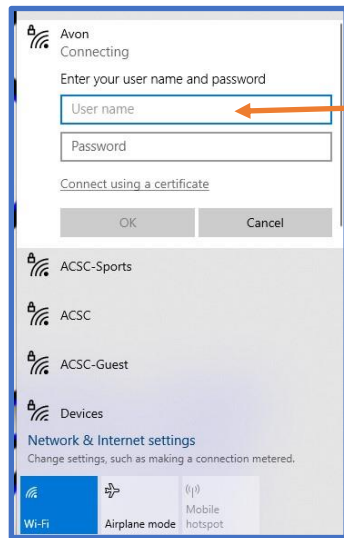 Avon
Connecting
Enter your user name and password
User name
Password
Connect using a certificate
OK Cancel
ACSC-Sports
ACSC
ACSC-Guest
Devices
Network & Internet settings
Change settings, such as making a connection metered.
Wi-Fi
Airplane mode
Mobile
hotspot